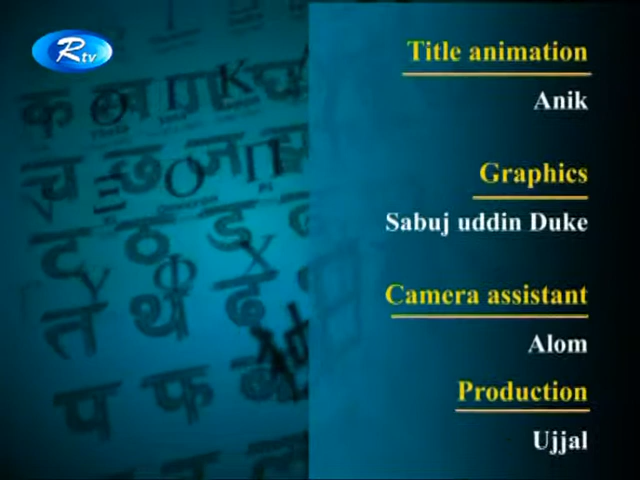 Rtv
Title animation
Anik
Graphics
Sabuj uddin Duke
Camera assistant
Alom
Production
Ujjal
क
Θ
Ι
Κ
च छ ज
Ξ Ο Π
ट ठ ड
Υ Φ Χ
त थ द
प फ ब